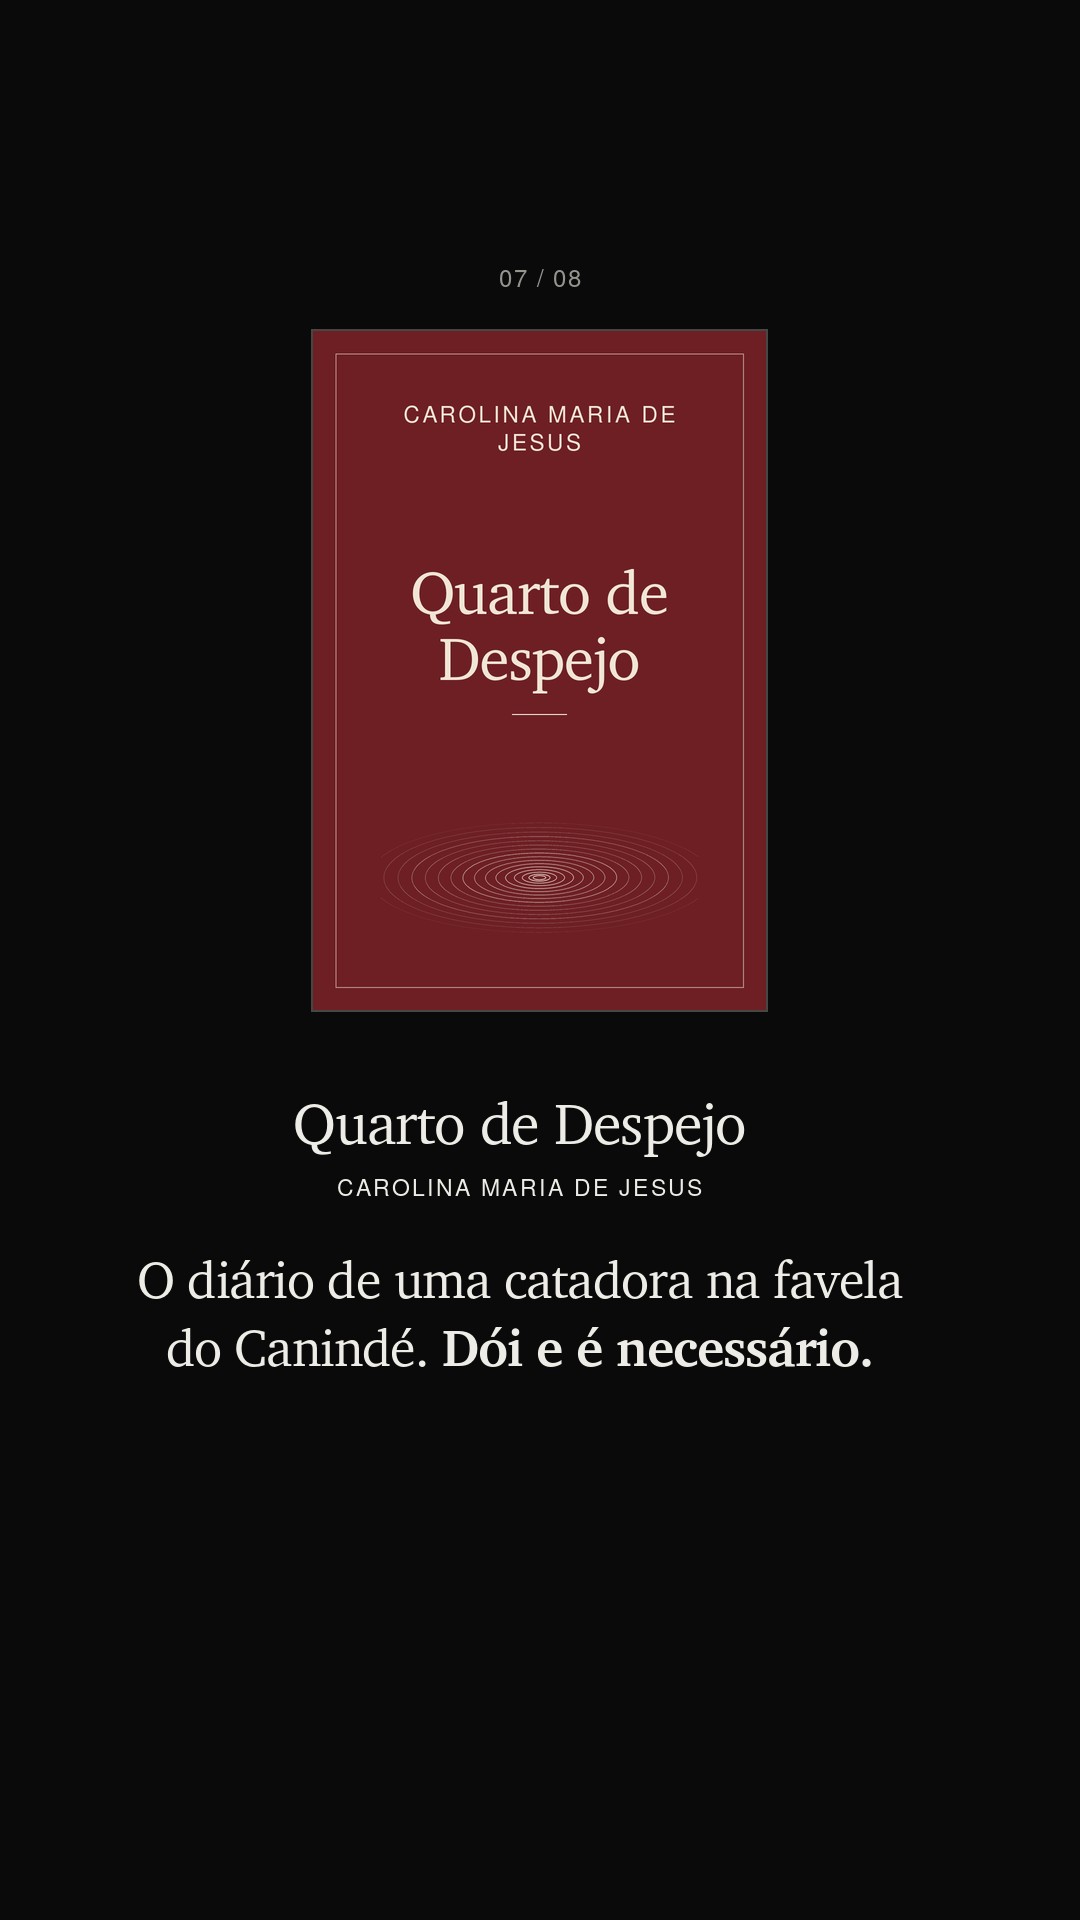 07 / 08
CAROLINA MARIA DE
JESUS
Quarto de
Despejo
Quarto de Despejo
CAROLINA MARIA DE JESUS
O diário de uma catadora na favela
do Canindé. Dói e é necessário.